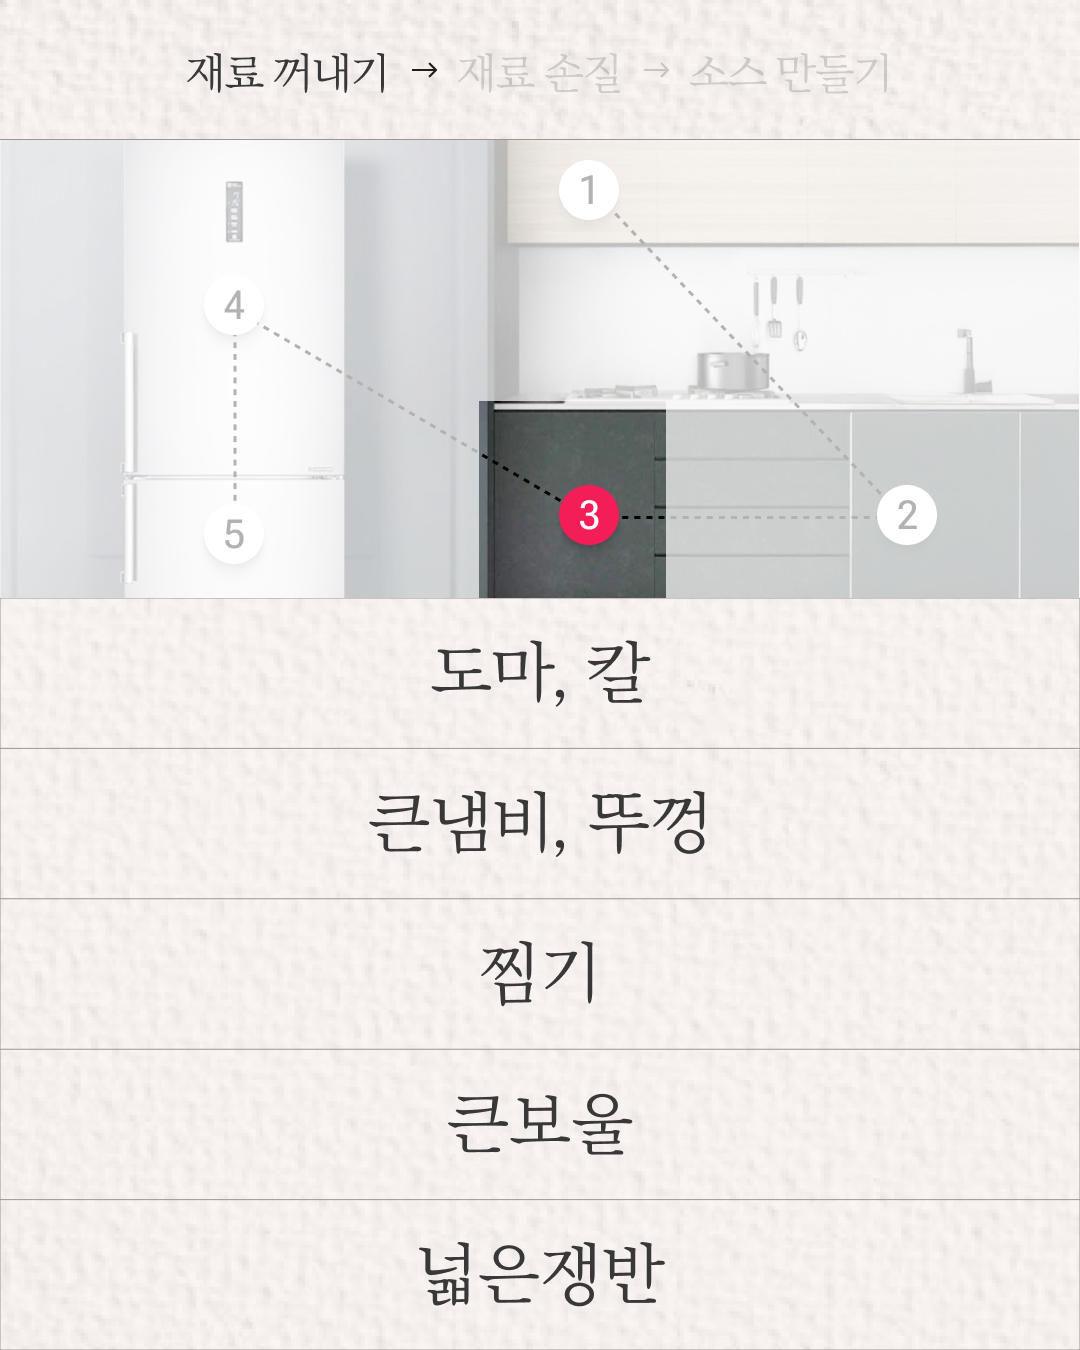 재료 꺼내기 → 재료 손질 → 소스 만들기
1
4
3
2
5
도마, 칼
큰냄비, 뚜껑
찜기
큰보울
넓은쟁반